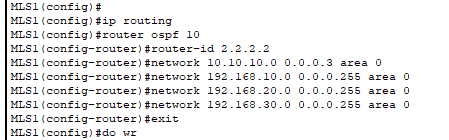 MLS1(config)#
MLS1(config)#ip routing
MLS1(config)#router ospf 10
MLS1(config-router)#router-id 2.2.2.2
MLS1(config-router)#network 10.10.10.0 0.0.0.3 area 0
MLS1(config-router)#network 192.168.10.0 0.0.0.255 area 0
MLS1(config-router)#network 192.168.20.0 0.0.0.255 area 0
MLS1(config-router)#network 192.168.30.0 0.0.0.255 area 0
MLS1(config-router)#exit
MLS1(config)#do wr